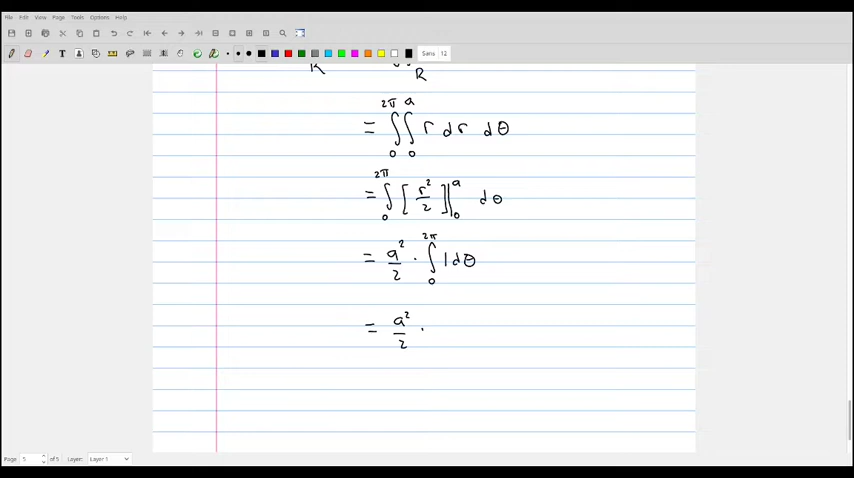 File Edit View Page Tools Options Help
T Sans 12
R R
= ∫₀^{2π} ∫₀^{a} r dr dθ
= ∫₀^{2π} [r²/2]|₀^{a} dθ
= a²/2 · ∫₀^{2π} 1 dθ
= a²/2 ·
Page 5 of 5 Layer: Layer 1